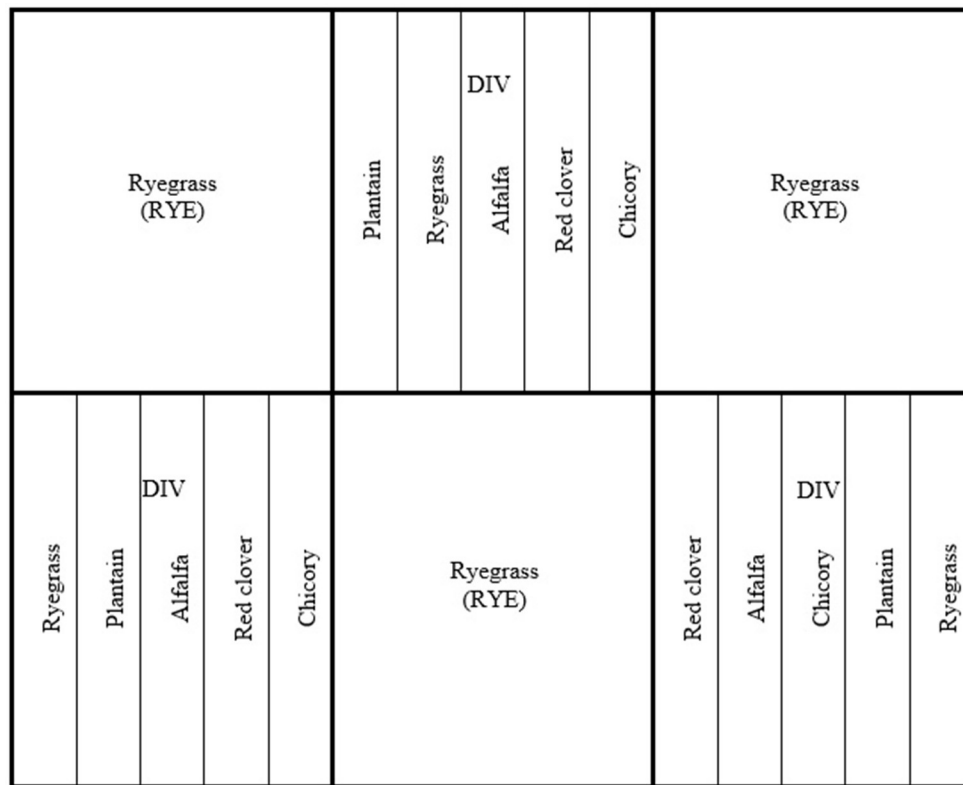 Ryegrass
(RYE)
DIV
Plantain
Ryegrass
Alfalfa
Red clover
Chicory
Ryegrass
(RYE)
DIV
Ryegrass
Plantain
Alfalfa
Red clover
Chicory
Ryegrass
(RYE)
DIV
Red clover
Alfalfa
Chicory
Plantain
Ryegrass